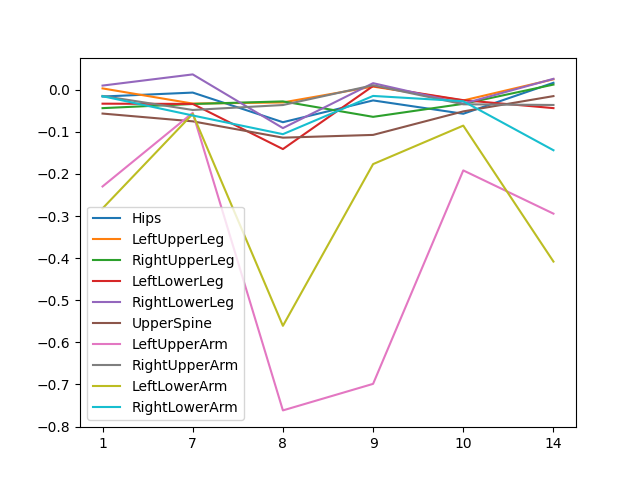 0.0
−0.1
−0.2
−0.3
−0.4
−0.5
−0.6
−0.7
−0.8
Hips
LeftUpperLeg
RightUpperLeg
LeftLowerLeg
RightLowerLeg
UpperSpine
LeftUpperArm
RightUpperArm
LeftLowerArm
RightLowerArm
1 7 8 9 10 14